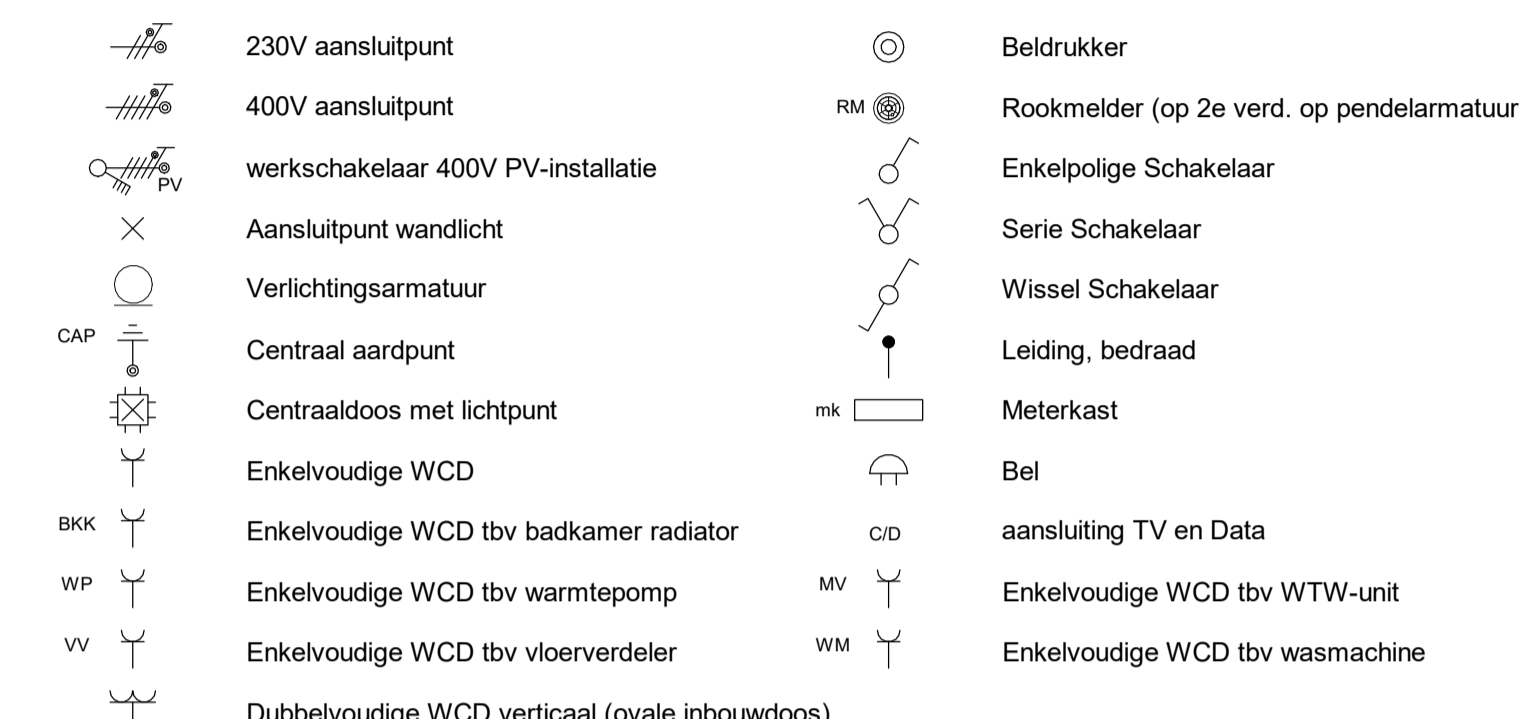 230V aansluitpunt
400V aansluitpunt
PV werkschakelaar 400V PV-installatie
Aansluitpunt wandlicht
Verlichtingsarmatuur
CAP Centraal aardpunt
Centraaldoos met lichtpunt
Enkelvoudige WCD
BKK Enkelvoudige WCD tbv badkamer radiator
WP Enkelvoudige WCD tbv warmtepomp
VV Enkelvoudige WCD tbv vloerverdeler
Dubbelvoudige WCD verticaal (ovale inbouwdoos)
Beldrukker
RM Rookmelder (op 2e verd. op pendelarmatuur
Enkelpolige Schakelaar
Serie Schakelaar
Wissel Schakelaar
Leiding, bedraad
mk Meterkast
Bel
C/D aansluiting TV en Data
MV Enkelvoudige WCD tbv WTW-unit
WM Enkelvoudige WCD tbv wasmachine